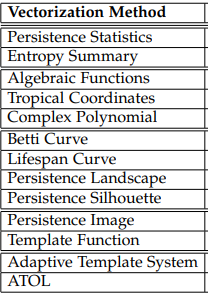 Vectorization Method
Persistence Statistics
Entropy Summary
Algebraic Functions
Tropical Coordinates
Complex Polynomial
Betti Curve
Lifespan Curve
Persistence Landscape
Persistence Silhouette
Persistence Image
Template Function
Adaptive Template System
ATOL